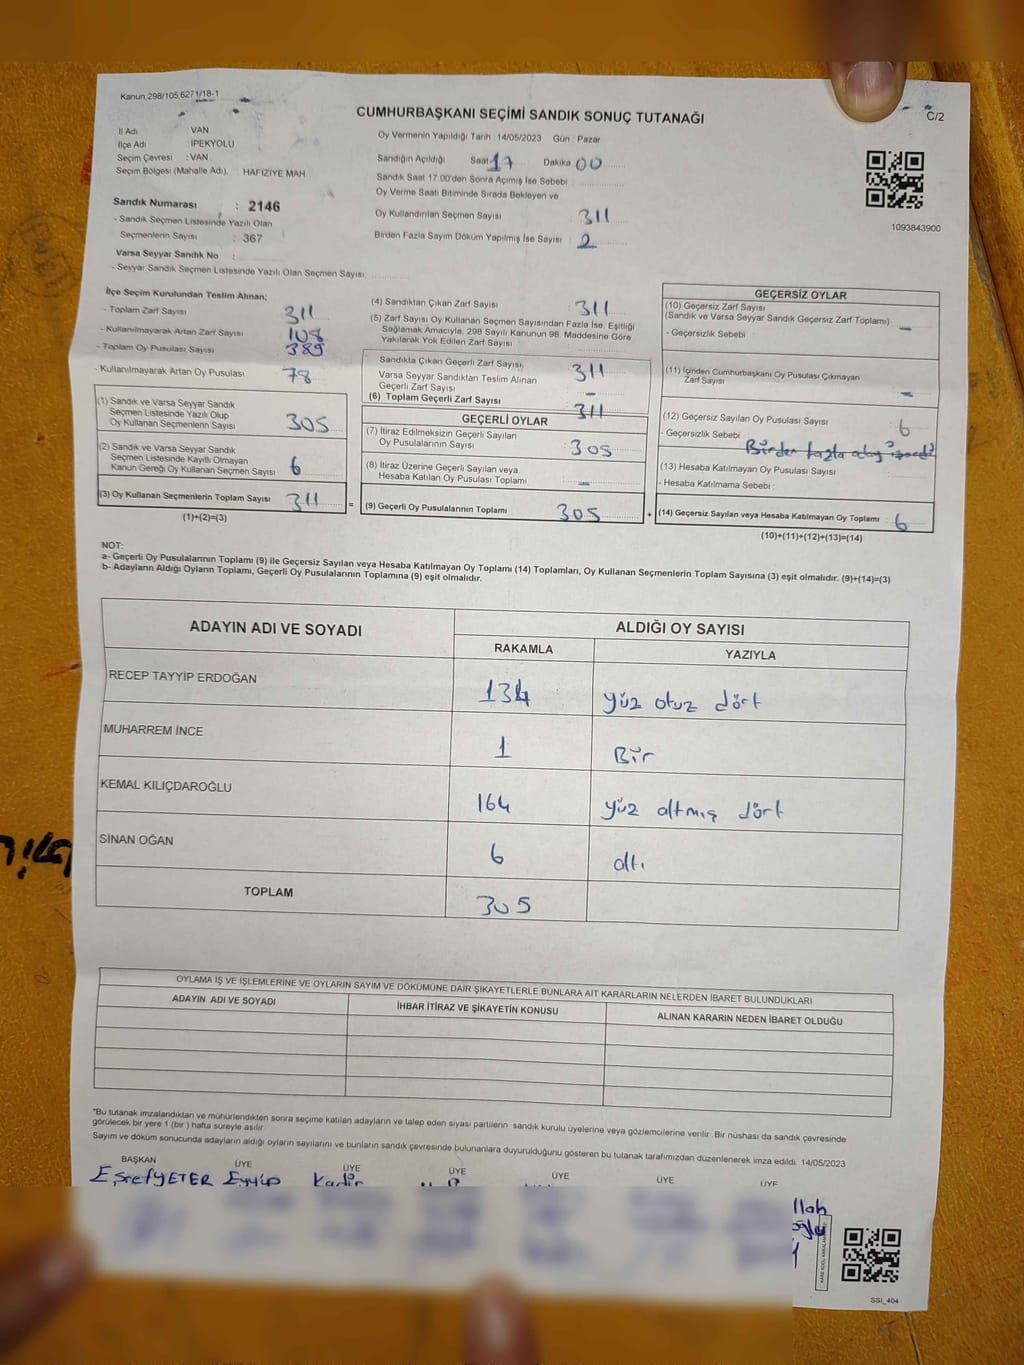 Kanun,298/105,6271/18-1
C/2
CUMHURBAŞKANI SEÇİMİ SANDIK SONUÇ TUTANAĞI
İl Adı : VAN
İlçe Adı : İPEKYOLU
Seçim Çevresi : VAN
Seçim Bölgesi (Mahalle Adı). HAFIZİYE MAH.
Sandık Numarası : 2146
- Sandık Seçmen Listesinde Yazılı Olan
Seçmenlerin Sayısı : 367
Varsa Seyyar Sandık No :
- Seyyar Sandık Seçmen Listesinde Yazılı Olan Seçmen Sayısı:
Oy Vermenin Yapıldığı Tarih :14/05/2023 Gün : Pazar
Sandığın Açıldığı Saat 17 Dakika 00
Sandık Saat 17.00'den Sonra Açımış İse Sebebi
Oy Verme Saati Bitiminde Sırada Bekleyen ve
Oy Kullandırılan Seçmen Sayısı : 311
Birden Fazla Sayım Döküm Yapılmış İse Sayısı : 2
1093843900
İlçe Seçim Kurulundan Teslim Alınan;
- Toplam Zarf Sayısı 311
- Kullanılmayarak Artan Zarf Sayısı 108
- Toplam Oy Pusulası Sayısı 389
- Kullanılmayarak Artan Oy Pusulası 78
(1) Sandık ve Varsa Seyyar Sandık
Seçmen Listesinde Yazılı Olup
Oy Kullanan Seçmenlerin Sayısı 305
(2) Sandık ve Varsa Seyyar Sandık
Seçmen Listesinde Kayıtlı Olmayan
Kanun Gereği Oy Kullanan Seçmen Sayısı 6
(3) Oy Kullanan Seçmenlerin Toplam Sayısı 311
(1)+(2)=(3)
(4) Sandıktan Çıkan Zarf Sayısı : 311
(5) Zarf Sayısı Oy Kullanan Seçmen Sayısından Fazla İse, Eşitliği
Sağlamak Amacıyla, 298 Sayılı Kanunun 98. Maddesine Göre
Yakılarak Yok Edilen Zarf Sayısı
Sandıkta Çıkan Geçerli Zarf Sayısı, 311
Varsa Seyyar Sandıktan Teslim Alınan
Geçerli Zarf Sayısı -
(6) Toplam Geçerli Zarf Sayısı : 311
GEÇERLİ OYLAR
(7) İtiraz Edilmeksizin Geçerli Sayılan
Oy Pusulalarının Sayısı : 305
(8) İtiraz Üzerine Geçerli Sayılan veya
Hesaba Katılan Oy Pusulası Toplamı -
= (9) Geçerli Oy Pusulalarının Toplamı 305
GEÇERSİZ OYLAR
(10) Geçersiz Zarf Sayısı
(Sandık ve Varsa Seyyar Sandık Geçersiz Zarf Toplamı) -
- Geçersizlik Sebebi
(11) İçinden Cumhurbaşkanı Oy Pusulası Çıkmayan
Zarf Sayısı -
(12) Geçersiz Sayılan Oy Pusulası Sayısı 6
- Geçersizlik Sebebi Birden fazla aday
(13) Hesaba Katılmayan Oy Pusulası Sayısı
- Hesaba Katılmama Sebebi :
+ (14) Geçersiz Sayılan veya Hesaba Katılmayan Oy Toplamı 6
(10)+(11)+(12)+(13)=(14)
NOT:
a- Geçerli Oy Pusulalarının Toplamı (9) ile Geçersiz Sayılan veya Hesaba Katılmayan Oy Toplamı (14) Toplamları, Oy Kullanan Seçmenlerin Toplam Sayısına (3) eşit olmalıdır. (9)+(14)=(3)
b- Adayların Aldığı Oyların Toplamı, Geçerli Oy Pusulalarının Toplamına (9) eşit olmalıdır.
ADAYIN ADI VE SOYADI ALDIĞI OY SAYISI
RAKAMLA YAZIYLA
RECEP TAYYİP ERDOĞAN 134 yüz otuz dört
MUHARREM İNCE 1 Bir
KEMAL KILIÇDAROĞLU 164 yüz altmış dört
SİNAN OĞAN 6 altı
TOPLAM 305
OYLAMA İŞ VE İŞLEMLERİNE VE OYLARIN SAYIM VE DÖKÜMÜNE DAİR ŞİKAYETLERLE BUNLARA AİT KARARLARIN NELERDEN İBARET BULUNDUKLARI
ADAYIN ADI VE SOYADI İHBAR İTİRAZ VE ŞİKAYETİN KONUSU ALINAN KARARIN NEDEN İBARET OLDUĞU
"Bu tutanak imzalandıktan ve mühürlendikten sonra seçime katılan adayların ve talep eden siyasi partilerin sandık kurulu üyelerine veya gözlemcilerine verilir. Bir nüshası da sandık çevresinde
görülecek bir yere 1 (bir ) hafta süreyle asılır.
Sayım ve döküm sonucunda adayların aldığı oyların sayılarını ve bunların sandık çevresinde bulunanlara duyurulduğunu gösteren bu tutanak tarafımızdan düzenlenerek imza edildi. 14/05/2023
BAŞKAN ÜYE ÜYE ÜYE ÜYE ÜYE ÜYE
Eşref YETER Eyyüp Kadir
llah
SSI_404